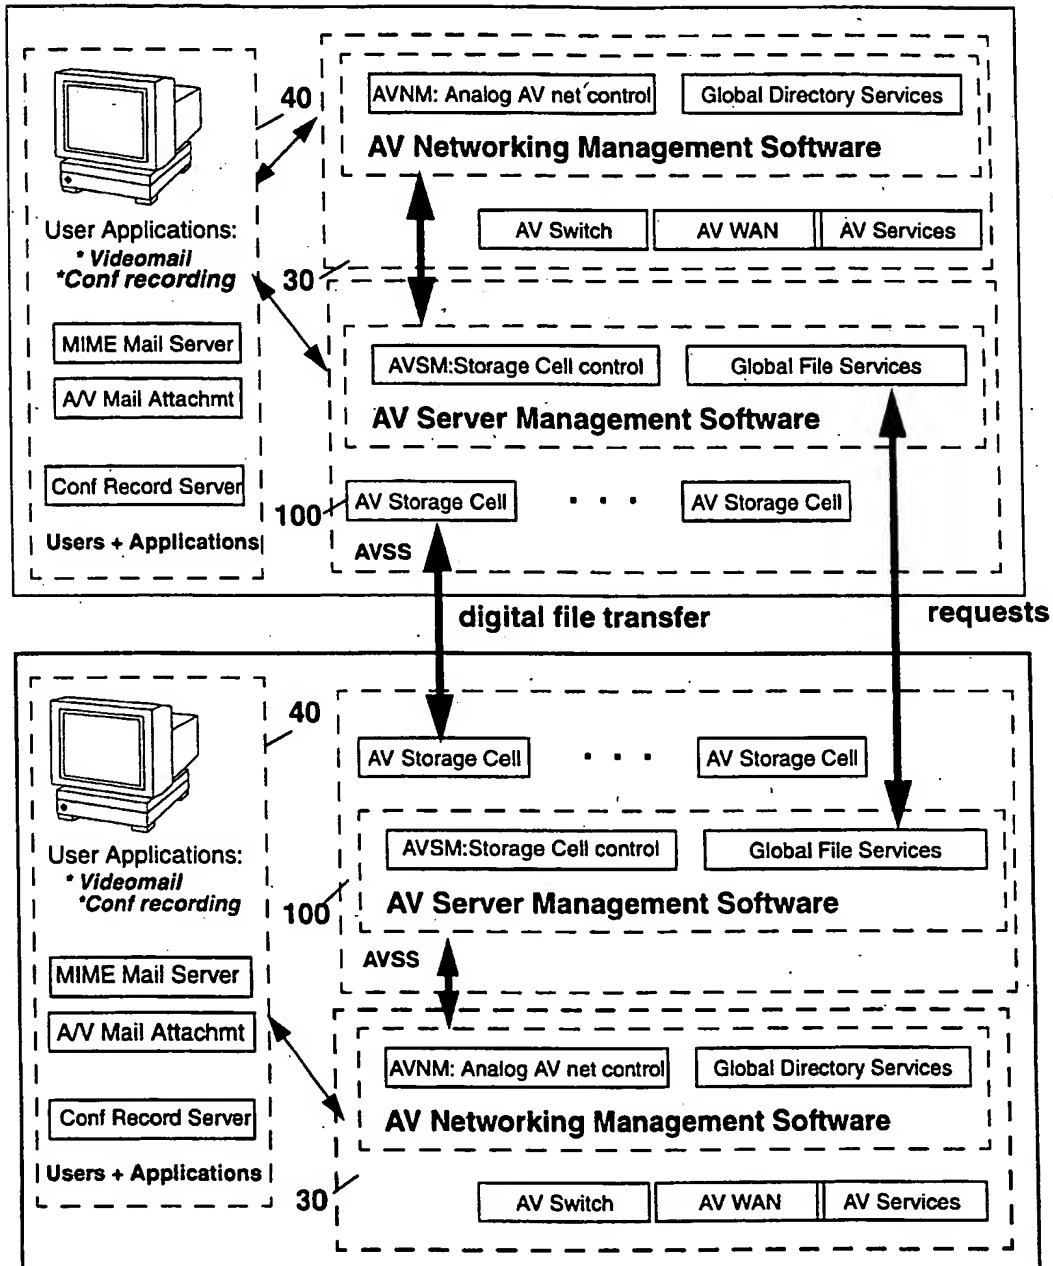 40
AVNM: Analog AV net control
Global Directory Services
AV Networking Management Software
User Applications:
* Videomail
*Conf recording
AV Switch
AV WAN
AV Services
30
MIME Mail Server
A/V Mail Attachmt
Conf Record Server
Users + Applications
AVSM:Storage Cell control
Global File Services
AV Server Management Software
100
AV Storage Cell
. . .
AV Storage Cell
AVSS
digital file transfer
requests
40
AV Storage Cell
. . .
AV Storage Cell
User Applications:
* Videomail
*Conf recording
AVSM:Storage Cell control
Global File Services
100
AV Server Management Software
AVSS
MIME Mail Server
A/V Mail Attachmt
Conf Record Server
Users + Applications
AVNM: Analog AV net control
Global Directory Services
AV Networking Management Software
30
AV Switch
AV WAN
AV Services